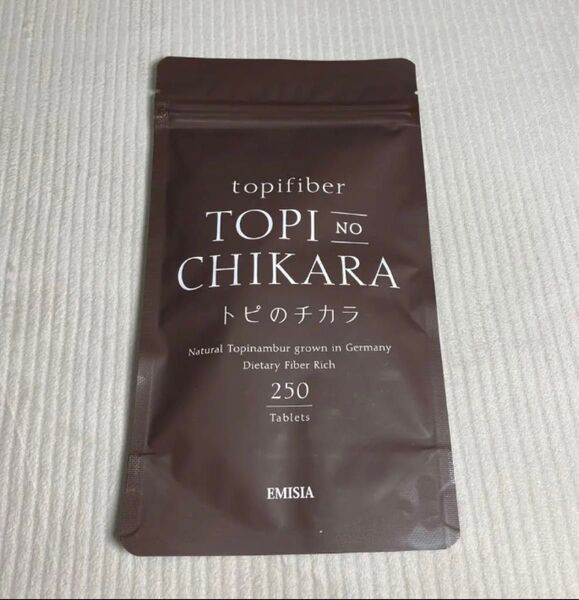 topifiber
TOPI NO
CHIKARA
トピのチカラ
Natural Topinambur grown in Germany
Dietary Fiber Rich
250
Tablets
EMISIA